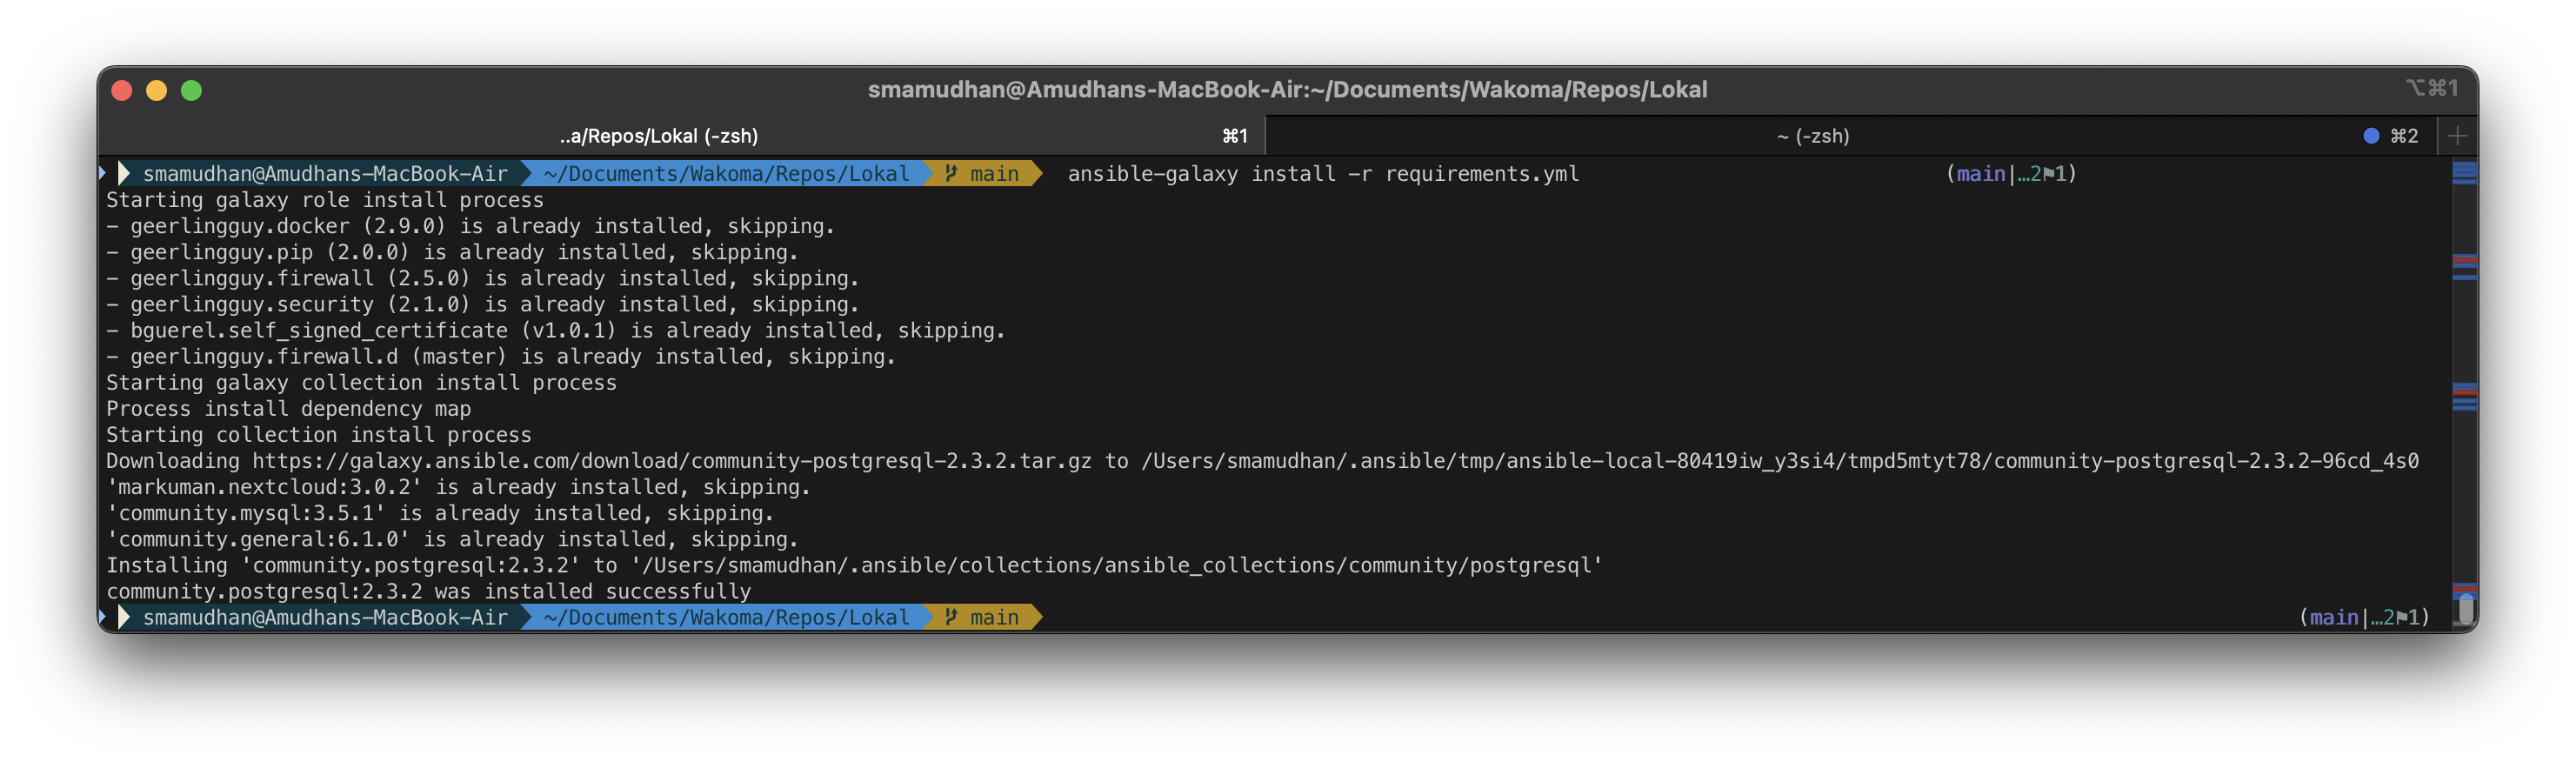 smamudhan@Amudhans-MacBook-Air:~/Documents/Wakoma/Repos/Lokal ⌥⌘1
..a/Repos/Lokal (-zsh) ⌘1 ~ (-zsh) ⌘2
smamudhan@Amudhans-MacBook-Air ~/Documents/Wakoma/Repos/Lokal main ansible-galaxy install -r requirements.yml (main|…2⚑1)
Starting galaxy role install process
- geerlingguy.docker (2.9.0) is already installed, skipping.
- geerlingguy.pip (2.0.0) is already installed, skipping.
- geerlingguy.firewall (2.5.0) is already installed, skipping.
- geerlingguy.security (2.1.0) is already installed, skipping.
- bguerel.self_signed_certificate (v1.0.1) is already installed, skipping.
- geerlingguy.firewall.d (master) is already installed, skipping.
Starting galaxy collection install process
Process install dependency map
Starting collection install process
Downloading https://galaxy.ansible.com/download/community-postgresql-2.3.2.tar.gz to /Users/smamudhan/.ansible/tmp/ansible-local-80419iw_y3si4/tmpd5mtyt78/community-postgresql-2.3.2-96cd_4s0
'markuman.nextcloud:3.0.2' is already installed, skipping.
'community.mysql:3.5.1' is already installed, skipping.
'community.general:6.1.0' is already installed, skipping.
Installing 'community.postgresql:2.3.2' to '/Users/smamudhan/.ansible/collections/ansible_collections/community/postgresql'
community.postgresql:2.3.2 was installed successfully
smamudhan@Amudhans-MacBook-Air ~/Documents/Wakoma/Repos/Lokal main (main|…2⚑1)